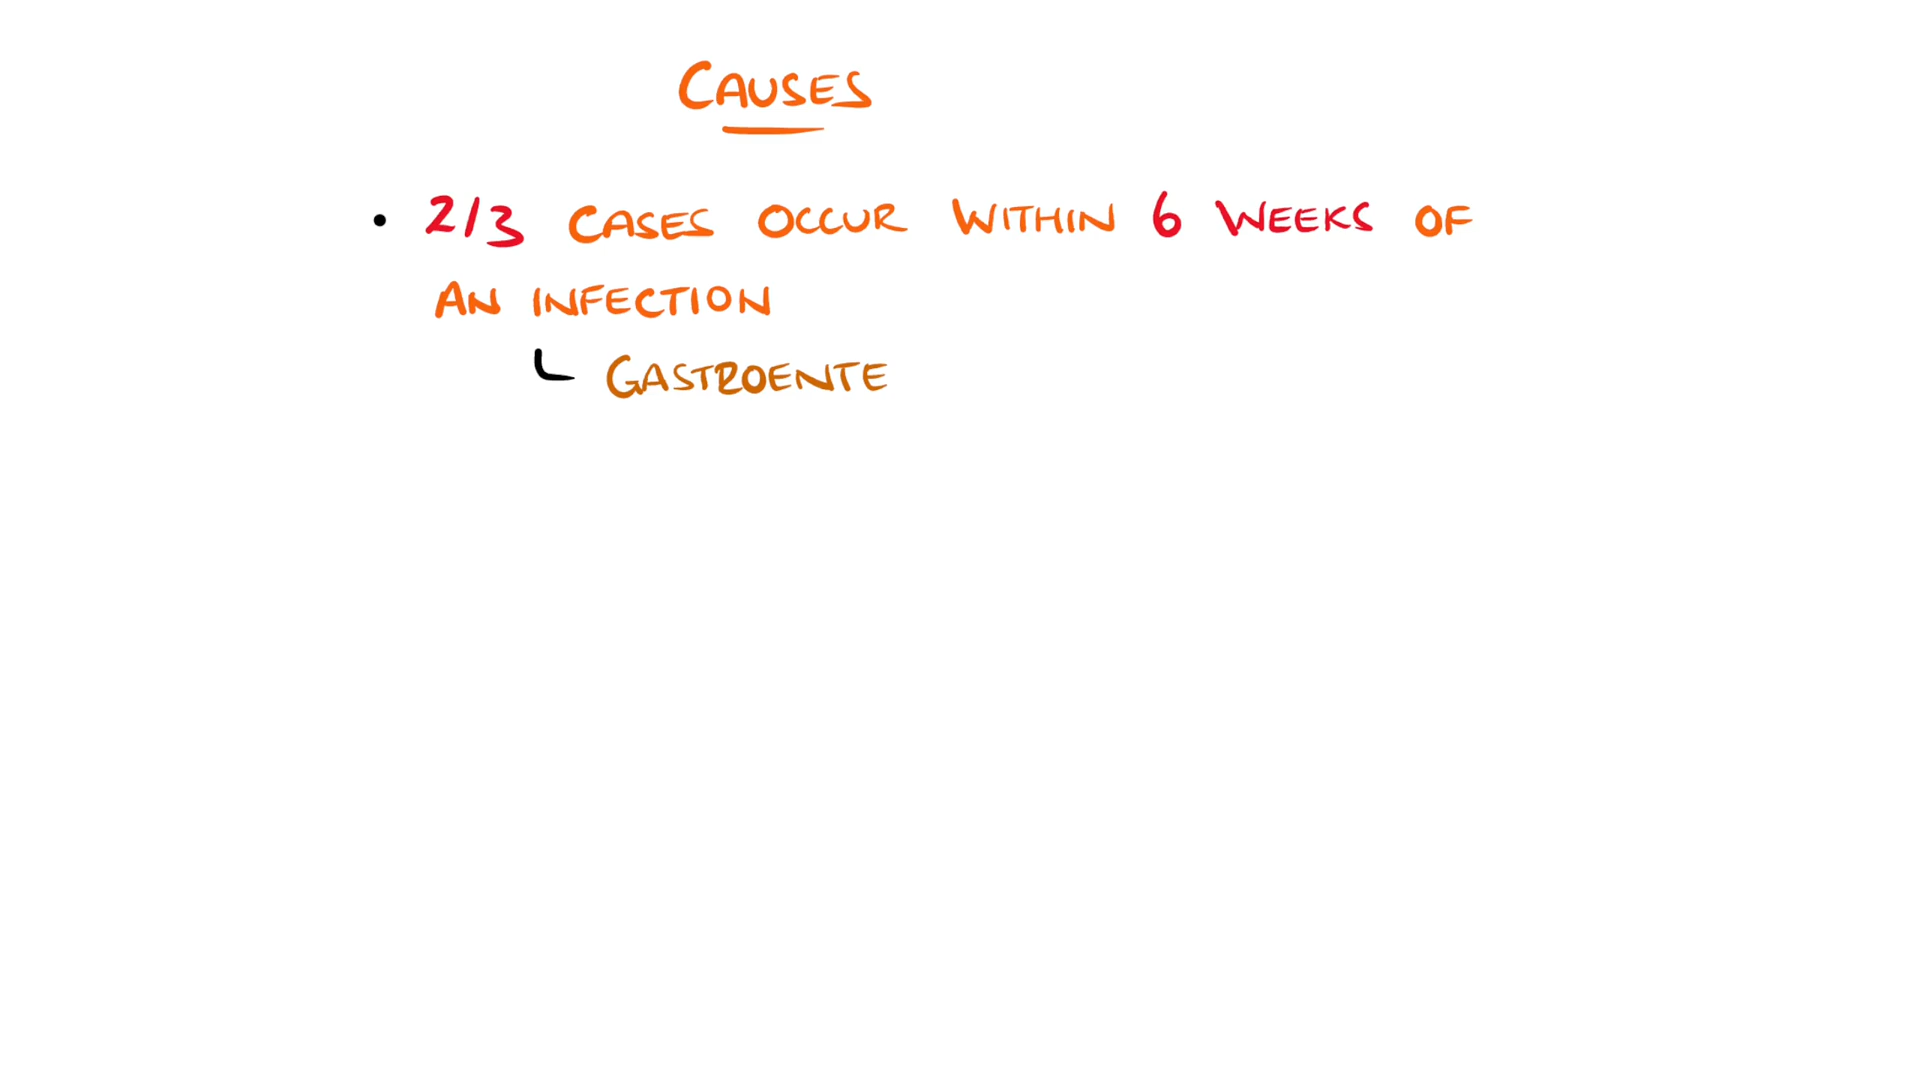 CAUSES
• 2/3 CASES OCCUR WITHIN 6 WEEKS OF
AN INFECTION
GASTROENTE